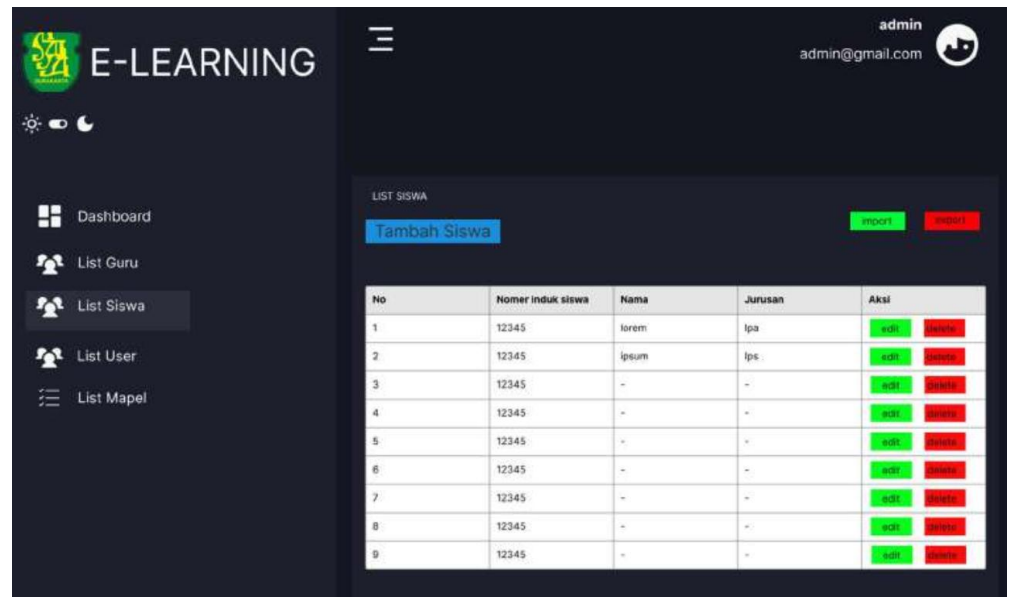 E-LEARNING
admin
admin@gmail.com
Dashboard
List Guru
List Siswa
List User
List Mapel
LIST SISWA
Tambah Siswa
import export
No Nomer induk siswa Nama Jurusan Aksi
1 12345 lorem Ipa edit delete
2 12345 ipsum Ips edit delete
3 12345 - - edit delete
4 12345 - - edit delete
5 12345 - - edit delete
6 12345 - - edit delete
7 12345 - - edit delete
8 12345 - - edit delete
9 12345 - - edit delete